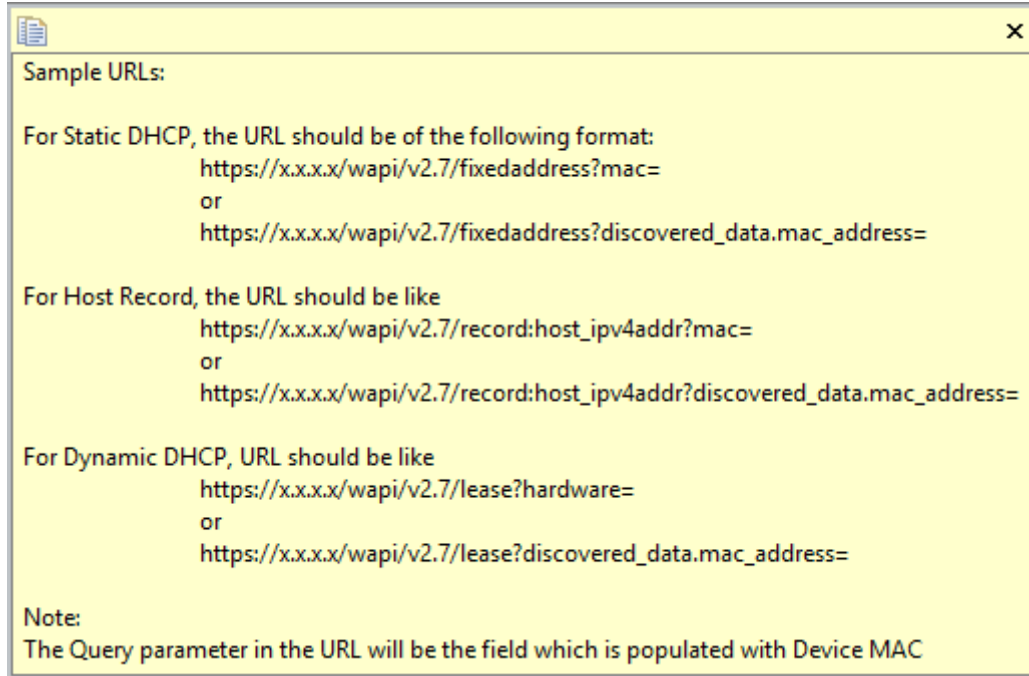 Sample URLs:
For Static DHCP, the URL should be of the following format:
https://x.x.x.x/wapi/v2.7/fixedaddress?mac=
or
https://x.x.x.x/wapi/v2.7/fixedaddress?discovered_data.mac_address=
For Host Record, the URL should be like
https://x.x.x.x/wapi/v2.7/record:host_ipv4addr?mac=
or
https://x.x.x.x/wapi/v2.7/record:host_ipv4addr?discovered_data.mac_address=
For Dynamic DHCP, URL should be like
https://x.x.x.x/wapi/v2.7/lease?hardware=
or
https://x.x.x.x/wapi/v2.7/lease?discovered_data.mac_address=
Note:
The Query parameter in the URL will be the field which is populated with Device MAC